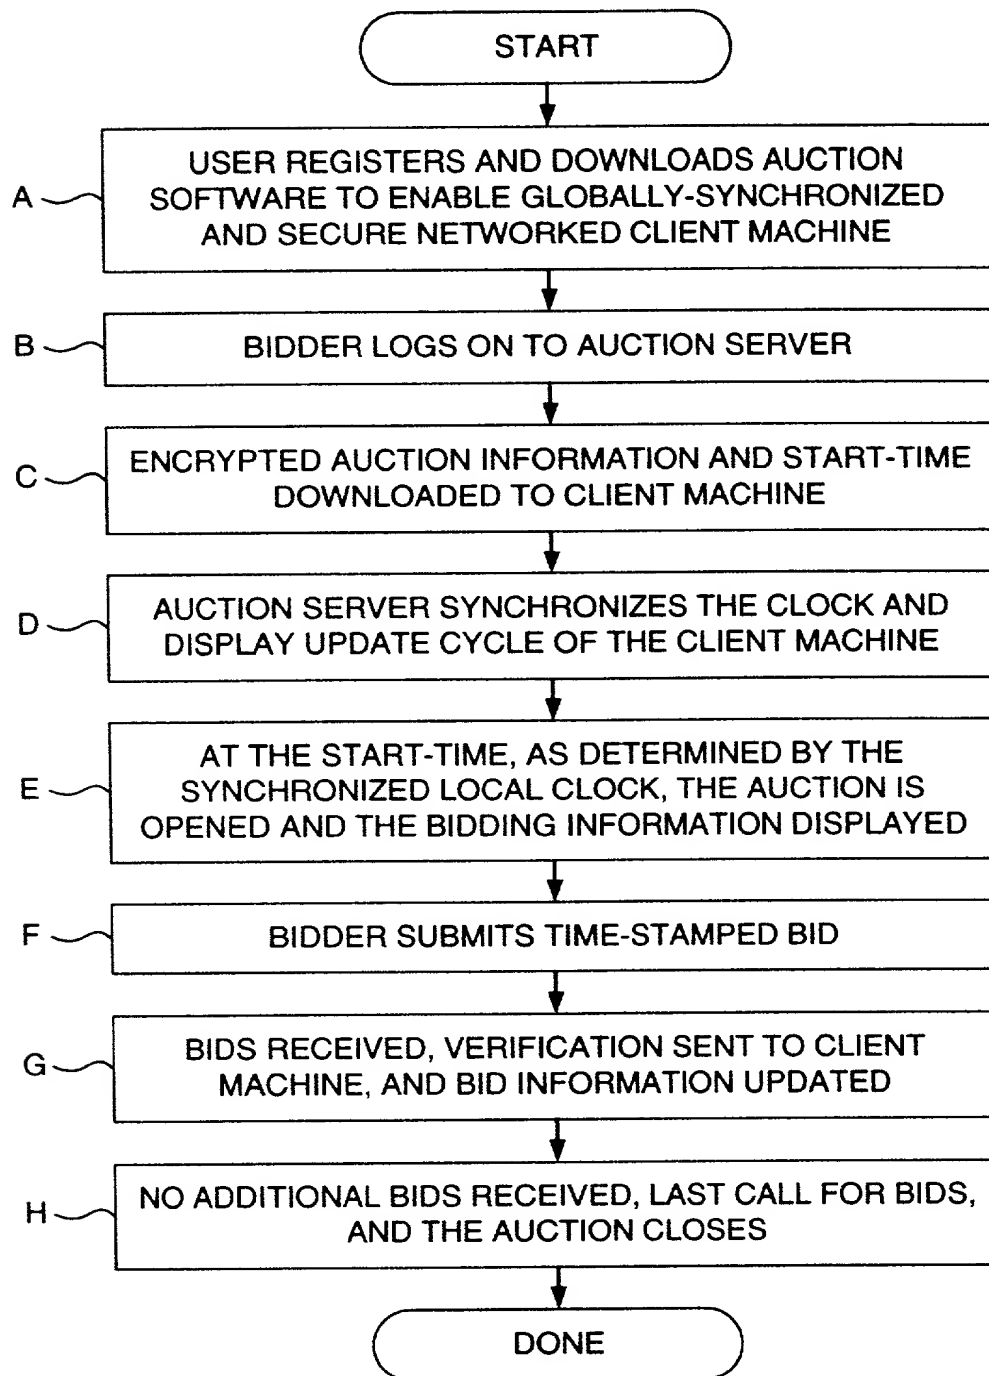 START
A
USER REGISTERS AND DOWNLOADS AUCTION
SOFTWARE TO ENABLE GLOBALLY-SYNCHRONIZED
AND SECURE NETWORKED CLIENT MACHINE
B
BIDDER LOGS ON TO AUCTION SERVER
C
ENCRYPTED AUCTION INFORMATION AND START-TIME
DOWNLOADED TO CLIENT MACHINE
D
AUCTION SERVER SYNCHRONIZES THE CLOCK AND
DISPLAY UPDATE CYCLE OF THE CLIENT MACHINE
E
AT THE START-TIME, AS DETERMINED BY THE
SYNCHRONIZED LOCAL CLOCK, THE AUCTION IS
OPENED AND THE BIDDING INFORMATION DISPLAYED
F
BIDDER SUBMITS TIME-STAMPED BID
G
BIDS RECEIVED, VERIFICATION SENT TO CLIENT
MACHINE, AND BID INFORMATION UPDATED
H
NO ADDITIONAL BIDS RECEIVED, LAST CALL FOR BIDS,
AND THE AUCTION CLOSES
DONE